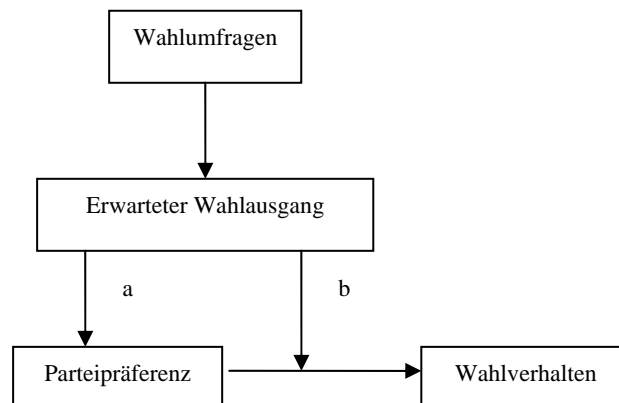 Wahlumfragen
Erwarteter Wahlausgang
a
b
Parteipräferenz
Wahlverhalten